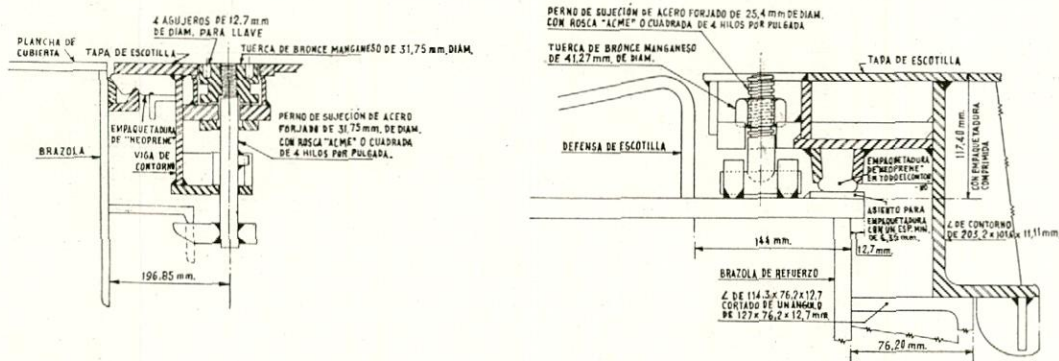 4 AGUJEROS DE 12.7 mm
DE DIAM. PARA LLAVE
PLANCHA DE
CUBIERTA
TAPA DE ESCOTILLA
TUERCA DE BRONCE MANGANESO DE 31,75 mm. DIAM.
EMPAQUETADURA
DE "NEOPRENE"
BRAZOLA
VIGA DE
CONTORNO
PERNO DE SUJECIÓN DE ACERO
FORJADO DE 31,75 mm. DE DIAM.
CON ROSCA "ACME" O CUADRADA
DE 4 HILOS POR PULGADA.
196.85 mm.
PERNO DE SUJECIÓN DE ACERO FORJADO DE 25,4 mm DE DIAM.
CON ROSCA "ACME" O CUADRADA DE 4 HILOS POR PULGADA
TUERCA DE BRONCE MANGANESO
DE 41,27 mm. DE DIAM.
TAPA DE ESCOTILLA
DEFENSA DE ESCOTILLA
117,40 mm.
CON EMPAQUETADURA
COMPRIMIDA
EMPAQUETADURA
DE "NEOPRENE"
EN TODO EL CONTOR
NO
ASIENTO PARA
EMPAQUETADURA
CON UN ESP. MIN.
DE 6,35 mm.
∠ DE CONTORNO
DE 203,2 x 101,6 x 11,11 mm
144 mm.
12,7 mm.
BRAZOLA DE REFUERZO
∠ DE 114.3 x 76,2 x 12,7
CORTADO DE UN ANGULO
DE 127 x 76,2 x 12,7 mm
76,20 mm.